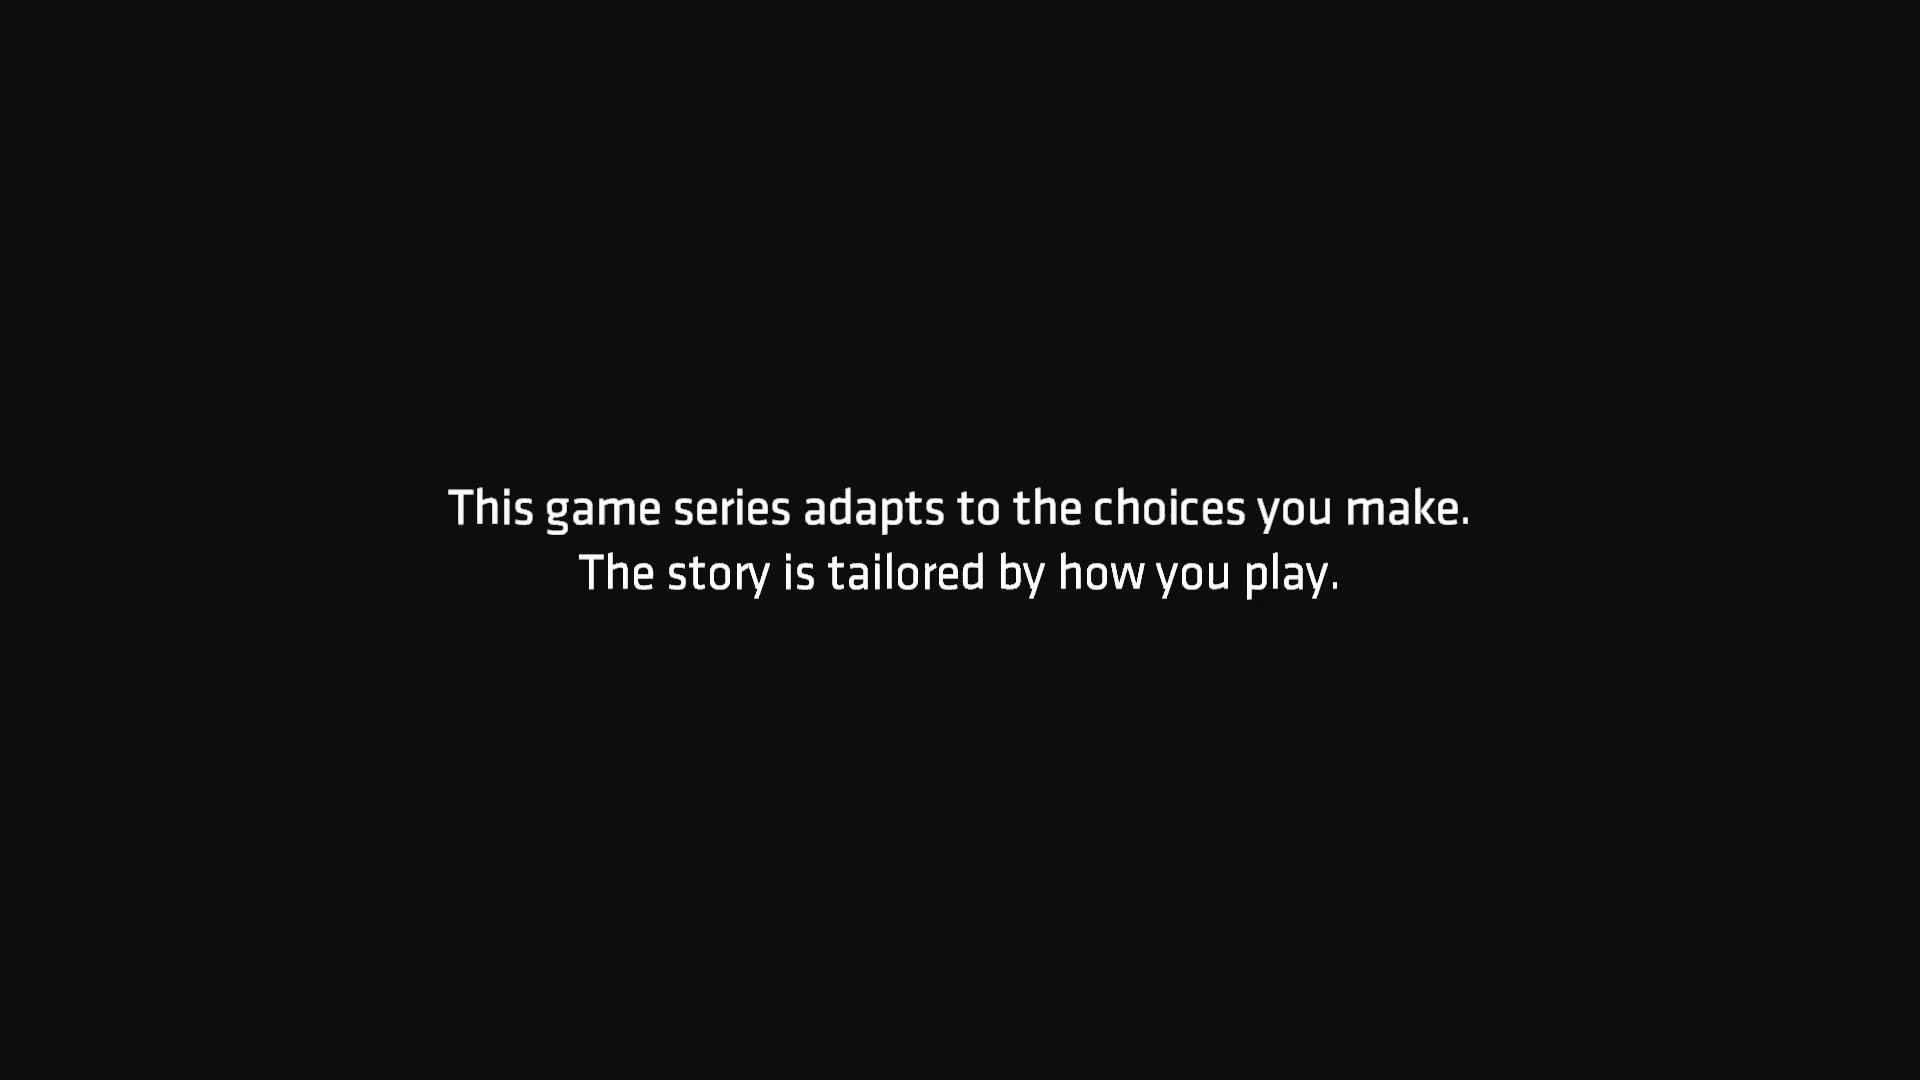 This game series adapts to the choices you make.
The story is tailored by how you play.